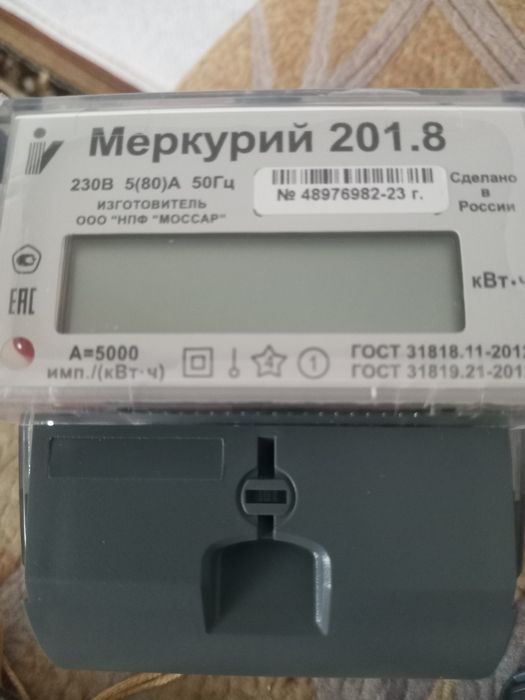 Меркурий 201.8
230В 5(80)А 50Гц
ИЗГОТОВИТЕЛЬ
ООО "НПФ "МОССАР"
№ 48976982-23 г.
Сделано
в
России
кВт·ч
ЕАС
A=5000
имп./(кВт·ч)
4
1
ГОСТ 31818.11-2012
ГОСТ 31819.21-2012